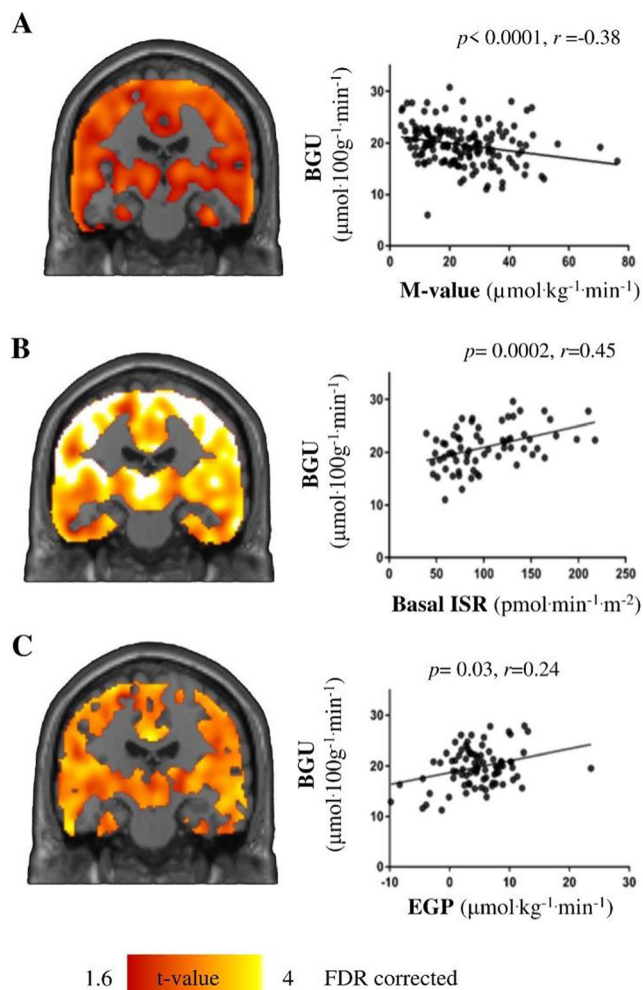 A
p< 0.0001, r =-0.38
BGU
(µmol·100g⁻¹·min⁻¹)
30
20
10
0
0 20 40 60 80
M-value (µmol·kg⁻¹·min⁻¹)
B
p= 0.0002, r=0.45
BGU
(µmol·100g⁻¹·min⁻¹)
30
20
10
0
0 50 100 150 200 250
Basal ISR (pmol·min⁻¹·m⁻²)
C
p= 0.03, r=0.24
BGU
(µmol·100g⁻¹·min⁻¹)
30
20
10
0
-10 0 10 20 30
EGP (µmol·kg⁻¹·min⁻¹)
1.6 t-value 4 FDR corrected